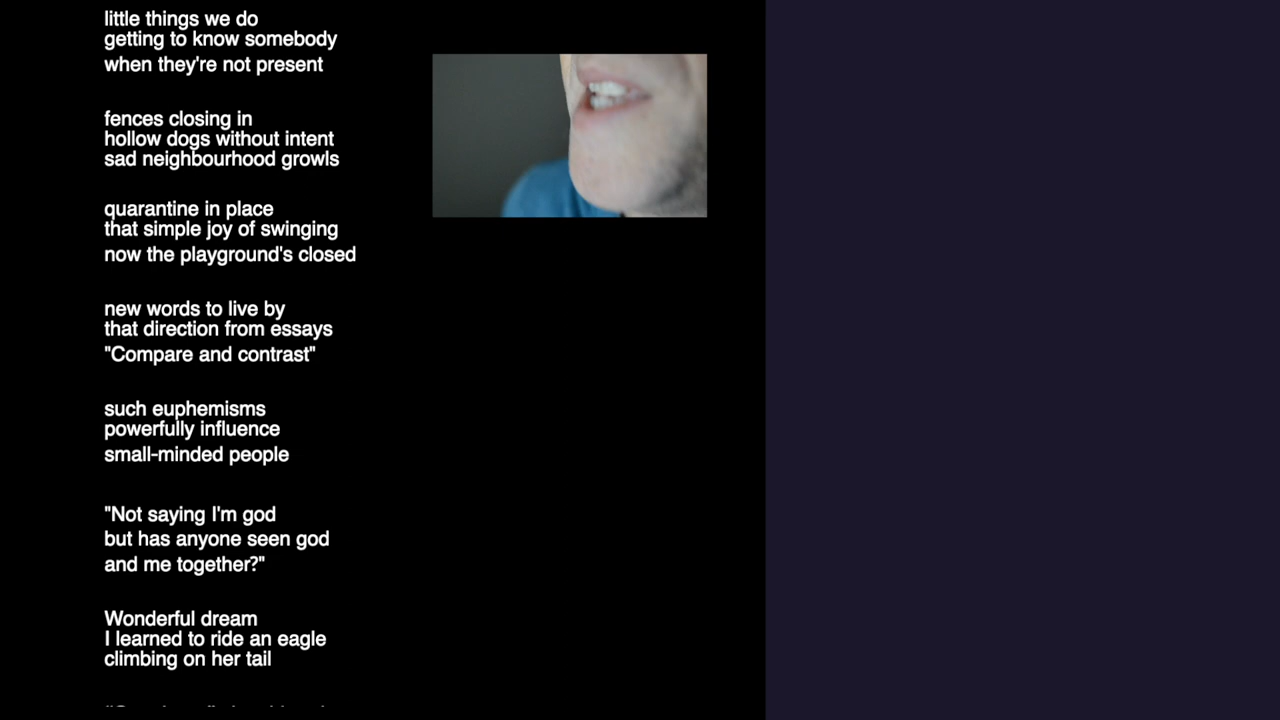 little things we do
getting to know somebody
when they're not present
fences closing in
hollow dogs without intent
sad neighbourhood growls
quarantine in place
that simple joy of swinging
now the playground's closed
new words to live by
that direction from essays
"Compare and contrast"
such euphemisms
powerfully influence
small-minded people
"Not saying I'm god
but has anyone seen god
and me together?"
Wonderful dream
I learned to ride an eagle
climbing on her tail